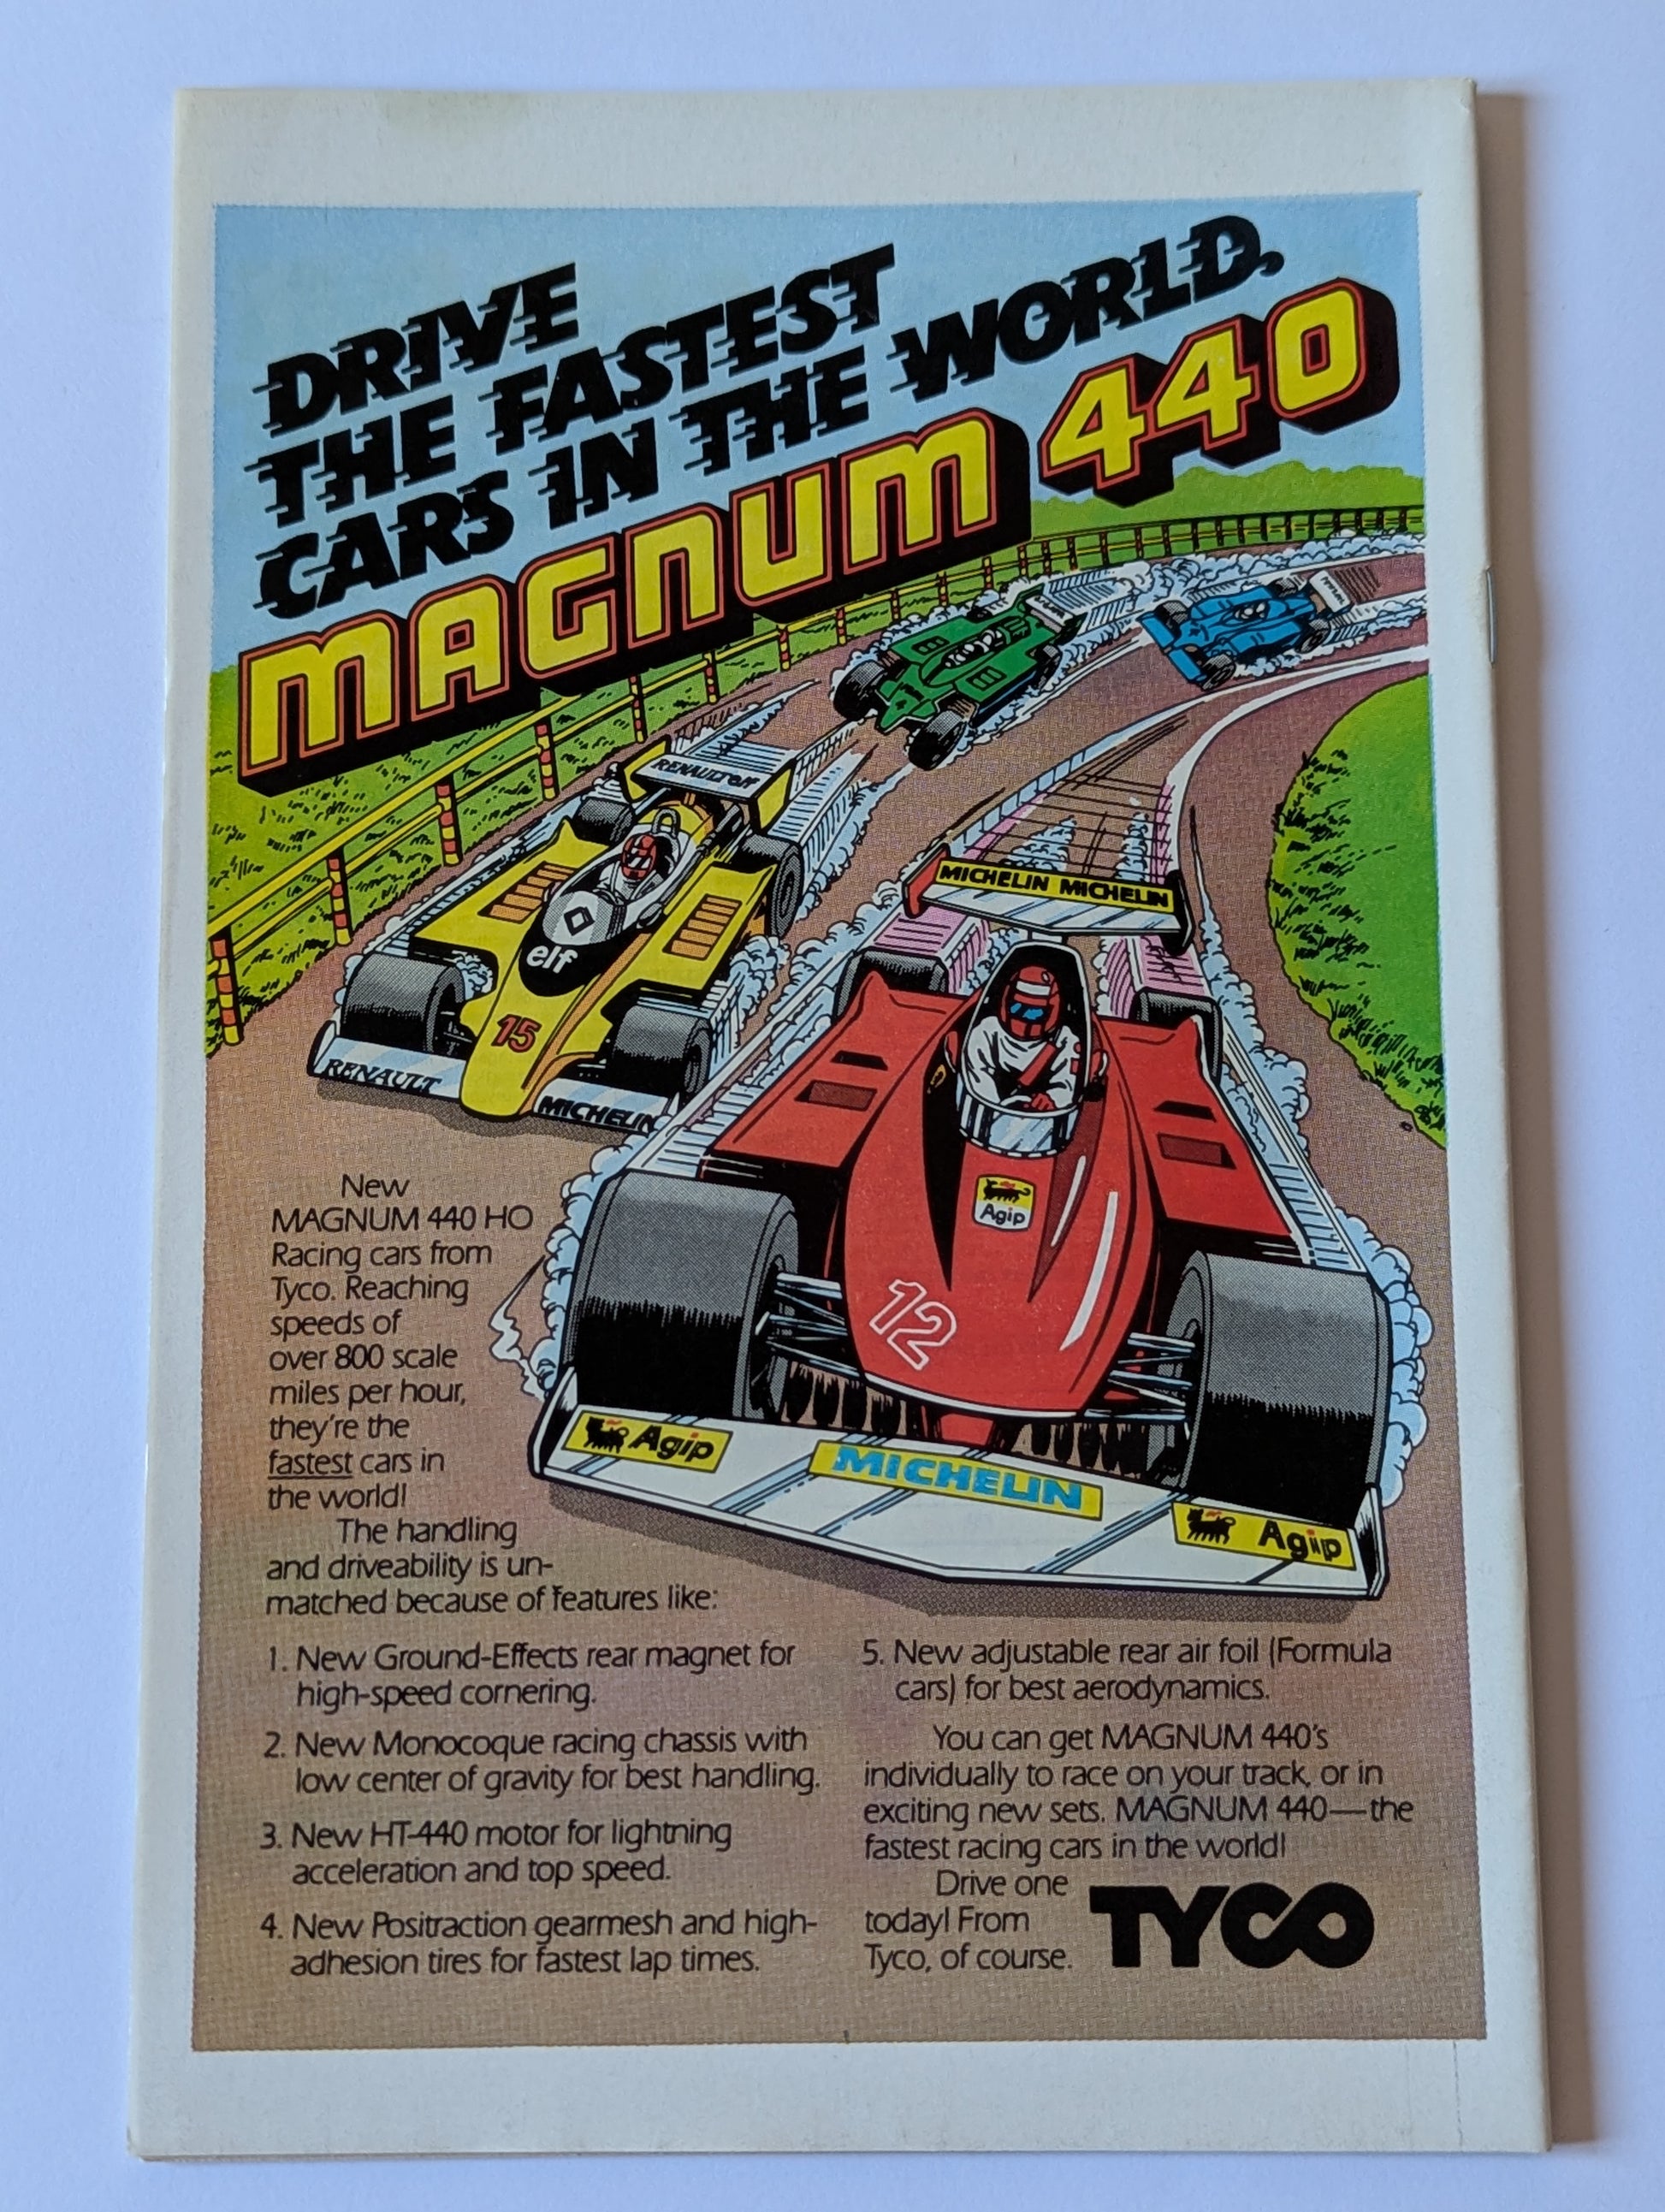 DRIVE
THE FASTEST
CARS IN THE WORLD.
MAGNUM 440
RENAULT elf
MICHELIN MICHELIN
elf
15
RENAULT
MICHELIN
Agip
12
Agip
MICHELIN
Agip
New
MAGNUM 440 HO
Racing cars from
Tyco. Reaching
speeds of
over 800 scale
miles per hour,
they're the
fastest cars in
the world!
The handling
and driveability is un-
matched because of features like:
1. New Ground-Effects rear magnet for
high-speed cornering.
2. New Monocoque racing chassis with
low center of gravity for best handling.
3. New HT-440 motor for lightning
acceleration and top speed.
4. New Positraction gearmesh and high-
adhesion tires for fastest lap times.
5. New adjustable rear air foil (Formula
cars) for best aerodynamics.
You can get MAGNUM 440's
individually to race on your track, or in
exciting new sets. MAGNUM 440—the
fastest racing cars in the world!
Drive one
today! From
Tyco, of course.
TYCO